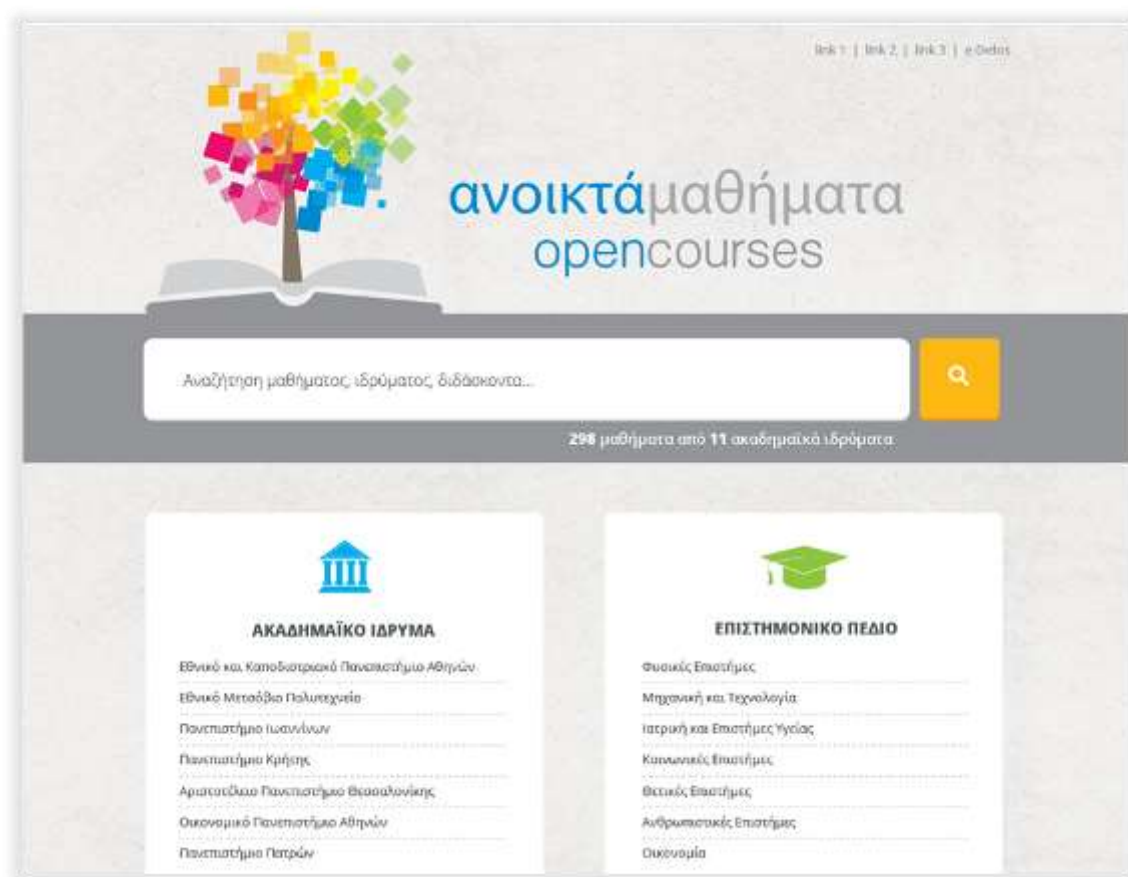 link 1 | link 2 | link 3 | e-Delos
ανοικτάμαθήματα
opencourses
Αναζήτηση μαθήματος, ιδρύματος, διδάσκοντα...
298 μαθήματα από 11 ακαδημαϊκά ιδρύματα
ΑΚΑΔΗΜΑΪΚΟ ΙΔΡΥΜΑ
Εθνικό και Καποδιστριακό Πανεπιστήμιο Αθηνών
Εθνικό Μετσόβιο Πολυτεχνείο
Πανεπιστήμιο Ιωαννίνων
Πανεπιστήμιο Κρήτης
Αριστοτέλειο Πανεπιστήμιο Θεσσαλονίκης
Οικονομικό Πανεπιστήμιο Αθηνών
Πανεπιστήμιο Πατρών
ΕΠΙΣΤΗΜΟΝΙΚΟ ΠΕΔΙΟ
Φυσικές Επιστήμες
Μηχανική και Τεχνολογία
Ιατρική και Επιστήμες Υγείας
Κοινωνικές Επιστήμες
Θετικές Επιστήμες
Ανθρωπιστικές Επιστήμες
Οικονομία